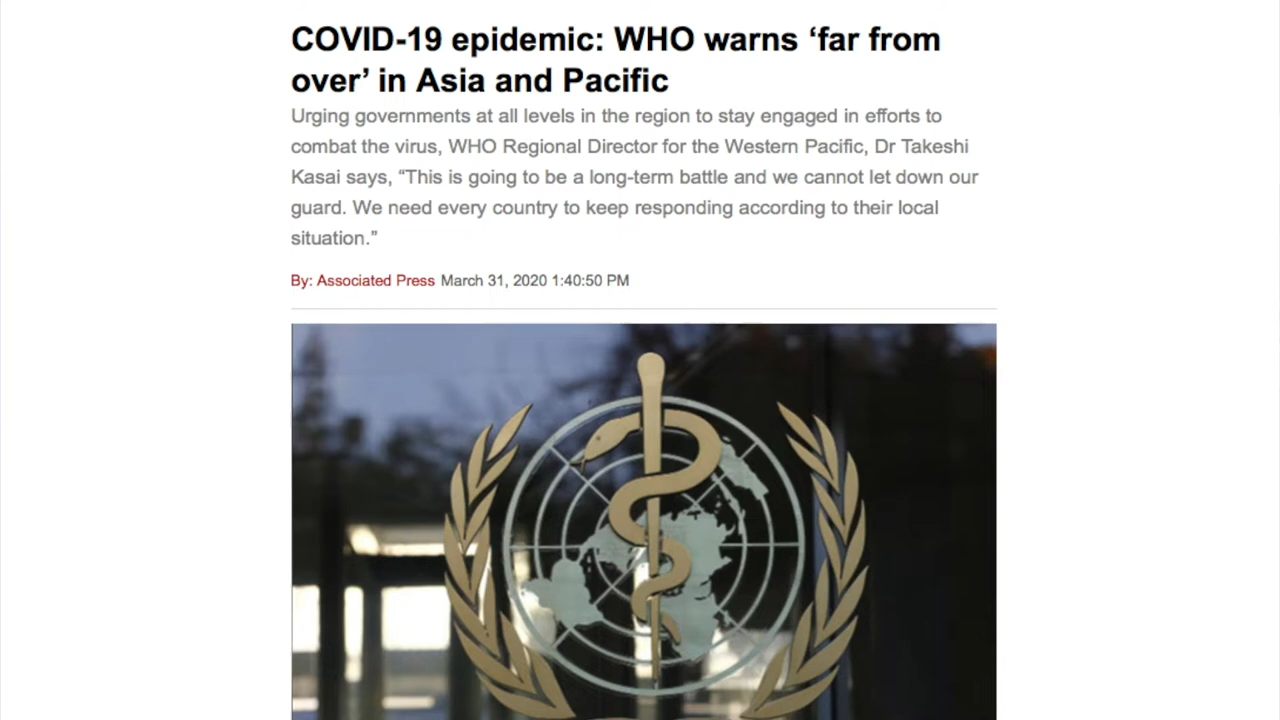 COVID-19 epidemic: WHO warns ‘far from
over’ in Asia and Pacific
Urging governments at all levels in the region to stay engaged in efforts to
combat the virus, WHO Regional Director for the Western Pacific, Dr Takeshi
Kasai says, “This is going to be a long-term battle and we cannot let down our
guard. We need every country to keep responding according to their local
situation.”
By: Associated Press March 31, 2020 1:40:50 PM